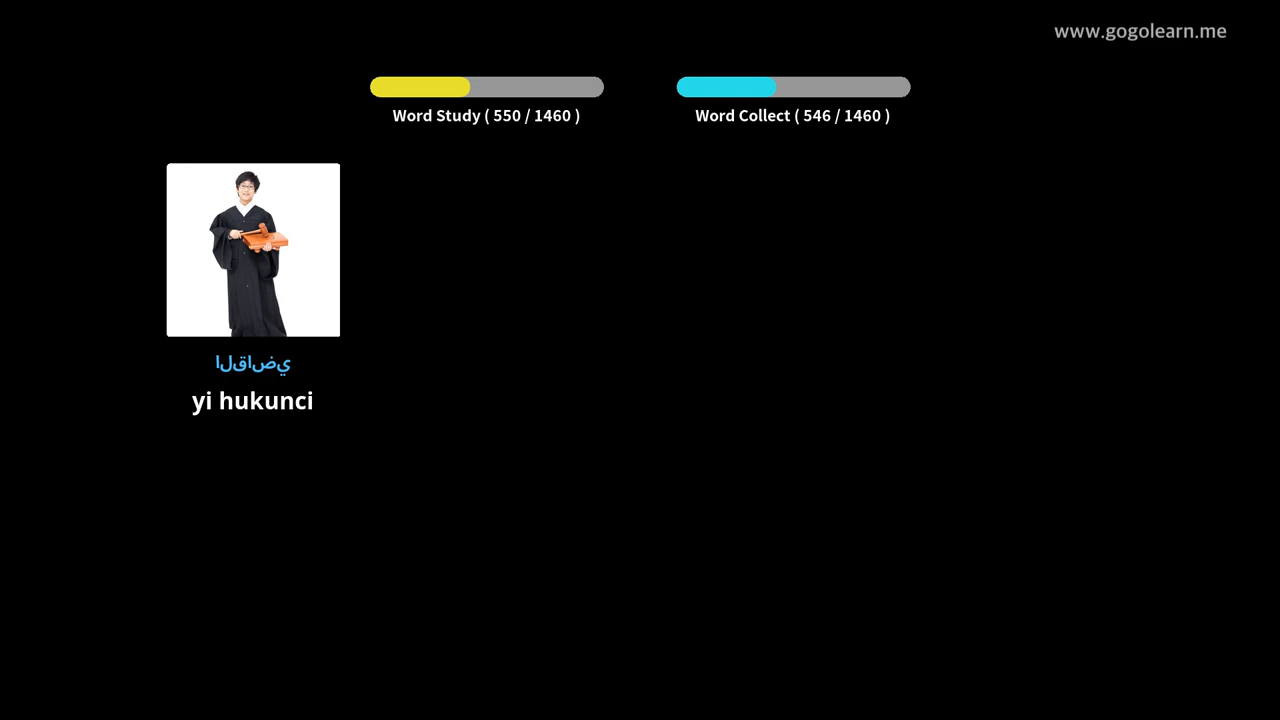 www.gogolearn.me
Word Study ( 550 / 1460 )
Word Collect ( 546 / 1460 )
القاضي
yi hukunci